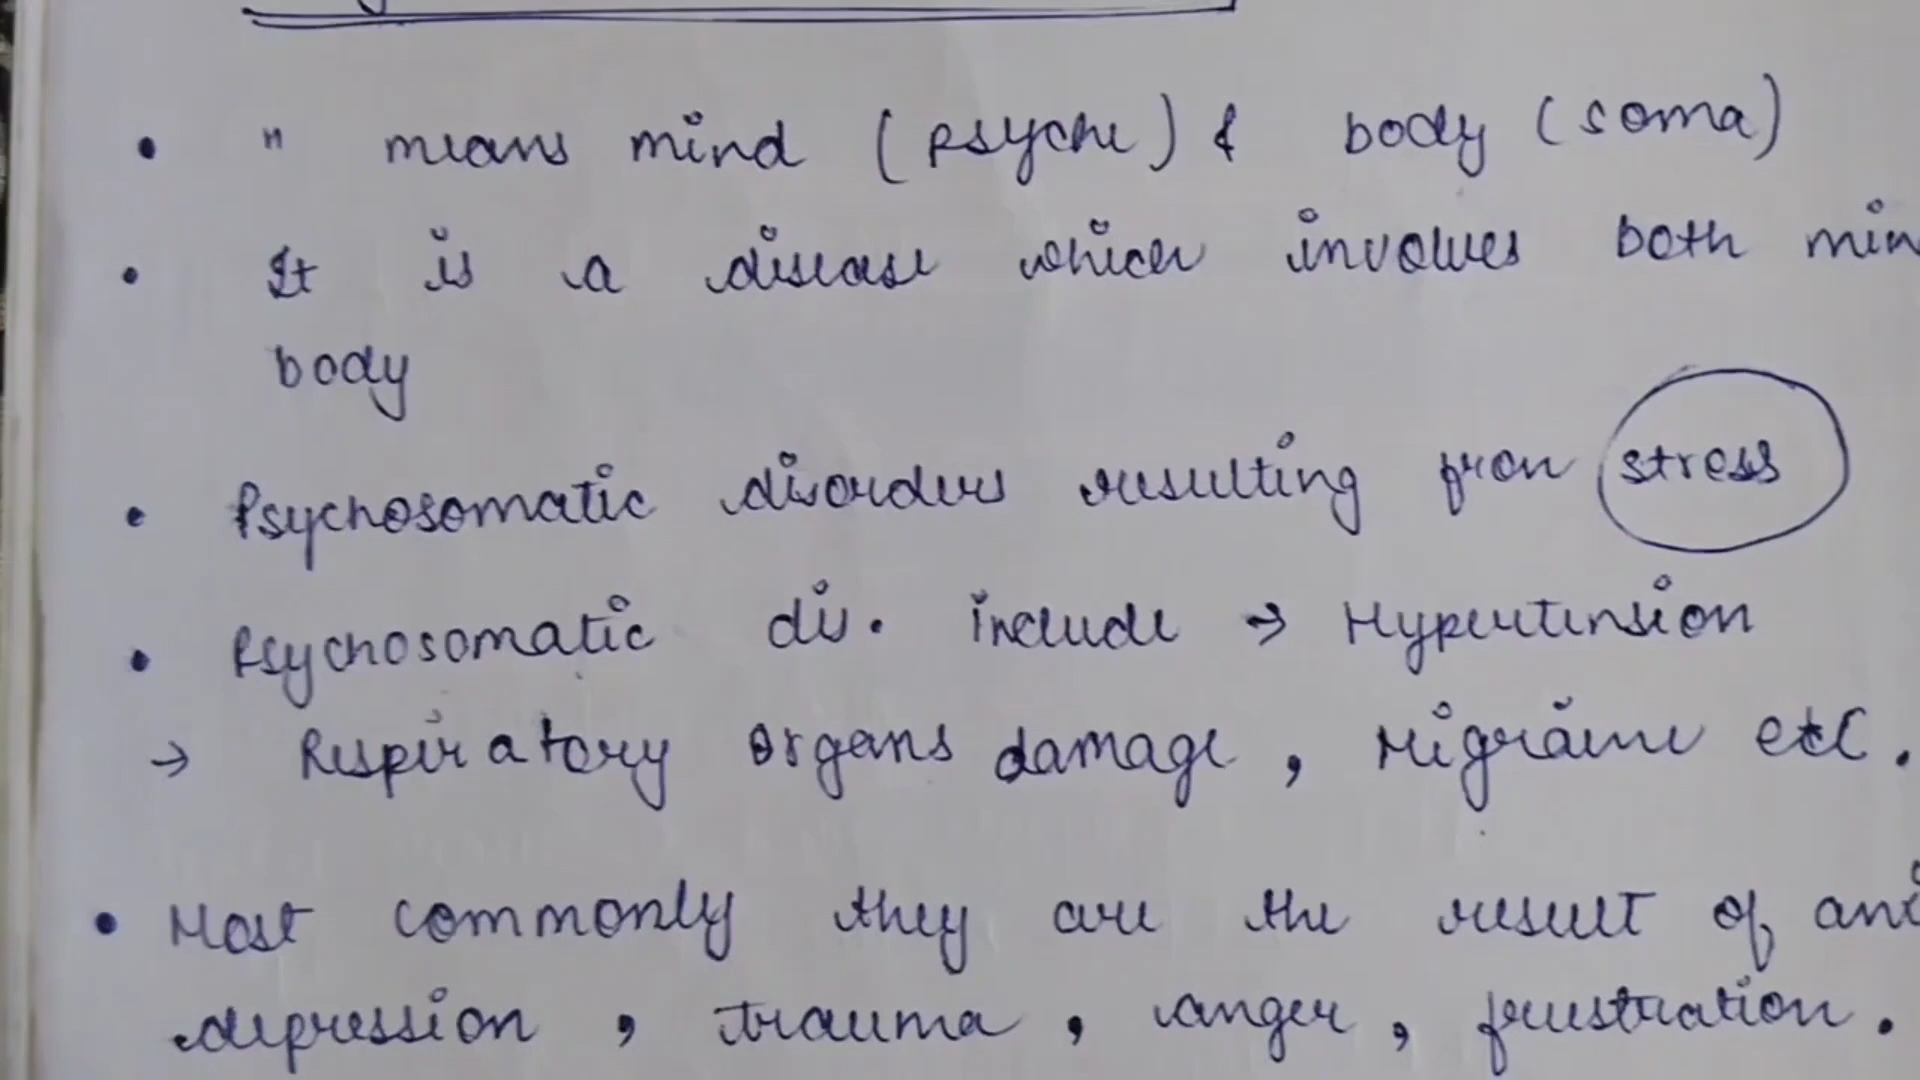 • " means mind (psyche) & body (soma)
• It is a disease which involves both min
body
• Psychosomatic disorders resulting from stress
• Psychosomatic dis. include → Hypertension
→ Respiratory organs damage, Migraine etc.
• Most commonly they are the result of
depression, trauma, anger, frustration.